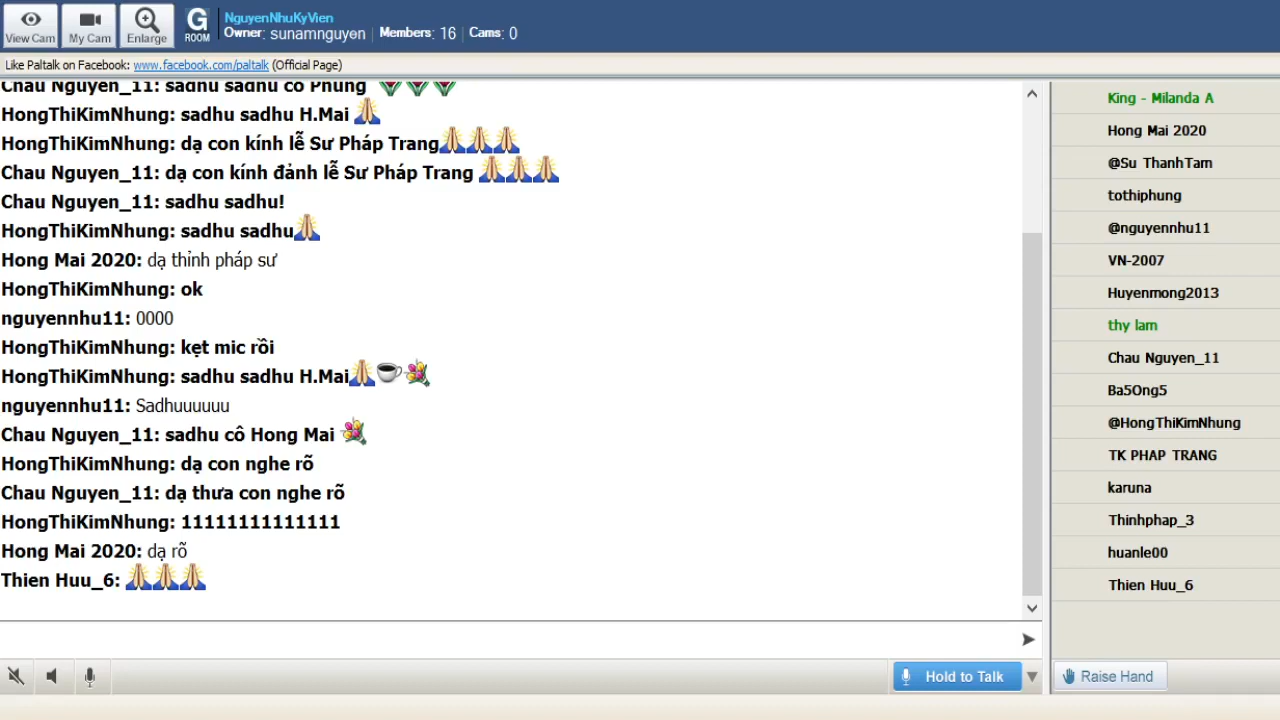 View Cam
My Cam
Enlarge
G ROOM
NguyenNhuKyVien
Owner: sunamnguyen | Members: 16 | Cams: 0
Like Paltalk on Facebook: www.facebook.com/paltalk (Official Page)
Chau Nguyen_11: sadhu sadhu cô Phung
HongThiKimNhung: sadhu sadhu H.Mai
HongThiKimNhung: dạ con kính lễ Sư Pháp Trang
Chau Nguyen_11: dạ con kính đảnh lễ Sư Pháp Trang
Chau Nguyen_11: sadhu sadhu!
HongThiKimNhung: sadhu sadhu
Hong Mai 2020: dạ thỉnh pháp sư
HongThiKimNhung: ok
nguyennhu11: 0000
HongThiKimNhung: kẹt mic rồi
HongThiKimNhung: sadhu sadhu H.Mai
nguyennhu11: Sadhuuuuuu
Chau Nguyen_11: sadhu cô Hong Mai
HongThiKimNhung: dạ con nghe rõ
Chau Nguyen_11: dạ thưa con nghe rõ
HongThiKimNhung: 11111111111111
Hong Mai 2020: dạ rõ
Thien Huu_6:
Hold to Talk
King - Milanda A
Hong Mai 2020
@Su ThanhTam
tothiphung
@nguyennhu11
VN-2007
Huyenmong2013
thy lam
Chau Nguyen_11
Ba5Ong5
@HongThiKimNhung
TK PHAP TRANG
karuna
Thinhphap_3
huanle00
Thien Huu_6
Raise Hand